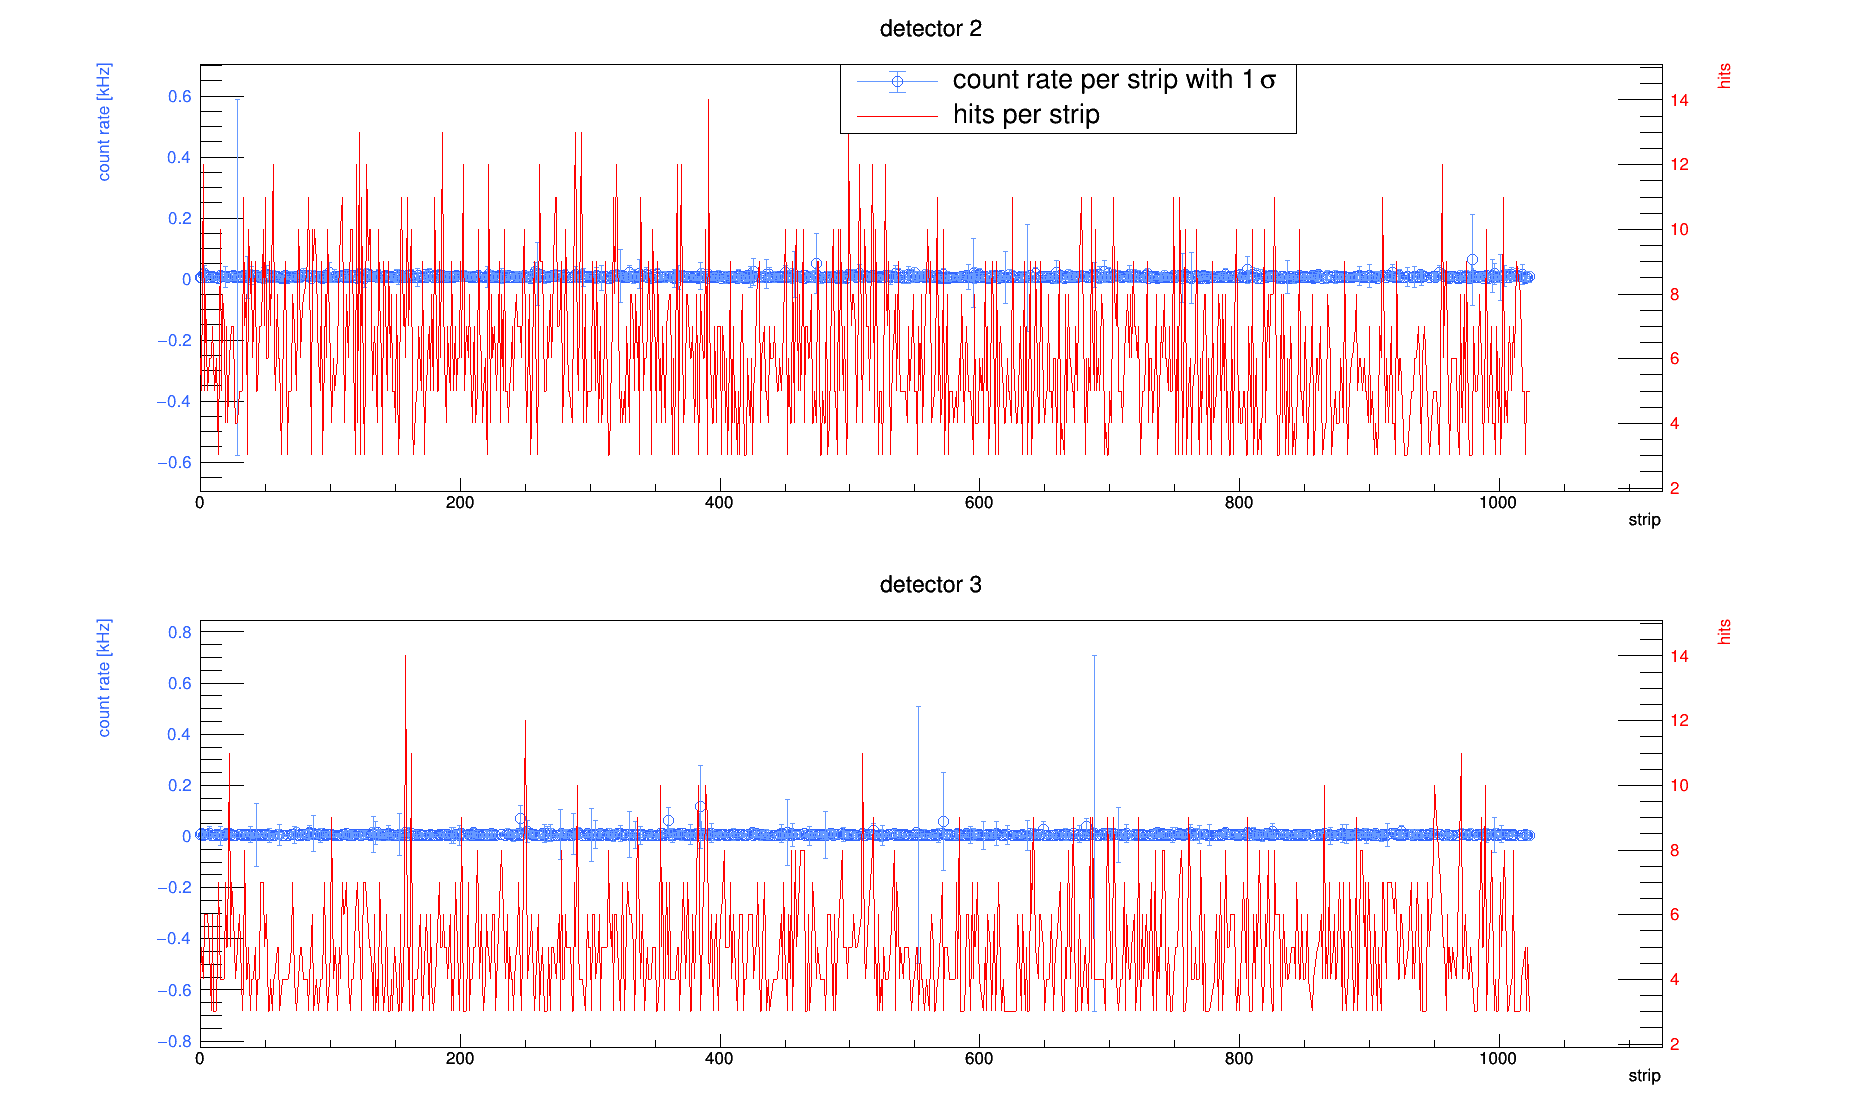 detector 2
count rate [kHz]
hits
count rate per strip with 1 σ
hits per strip
0.6
0.4
0.2
0
−0.2
−0.4
−0.6
14
12
10
8
6
4
2
0 200 400 600 800 1000
strip
detector 3
count rate [kHz]
hits
0.8
0.6
0.4
0.2
0
−0.2
−0.4
−0.6
−0.8
14
12
10
8
6
4
2
0 200 400 600 800 1000
strip